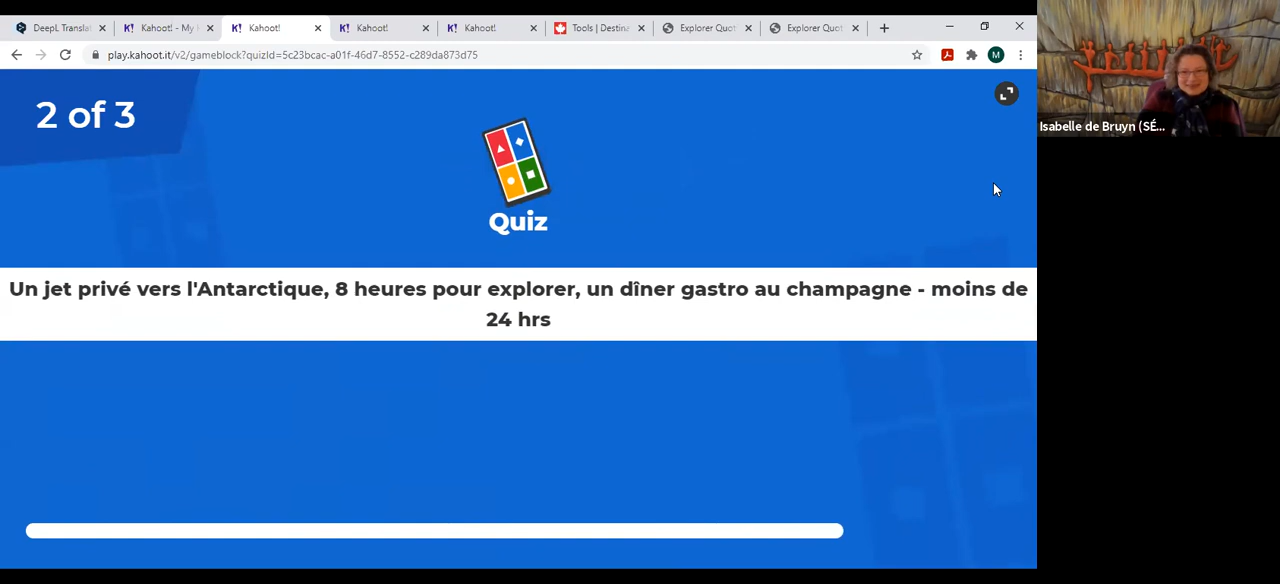 DeepL Translat
Kahoot! - My K
Kahoot!
Kahoot!
Kahoot!
Tools | Destina
Explorer Quot
Explorer Quot
play.kahoot.it/v2/gameblock?quizId=5c23bcac-a01f-46d7-8552-c289da873d75
M
2 of 3
Quiz
Un jet privé vers l'Antarctique, 8 heures pour explorer, un dîner gastro au champagne - moins de
24 hrs
Isabelle de Bruyn (SÉ...